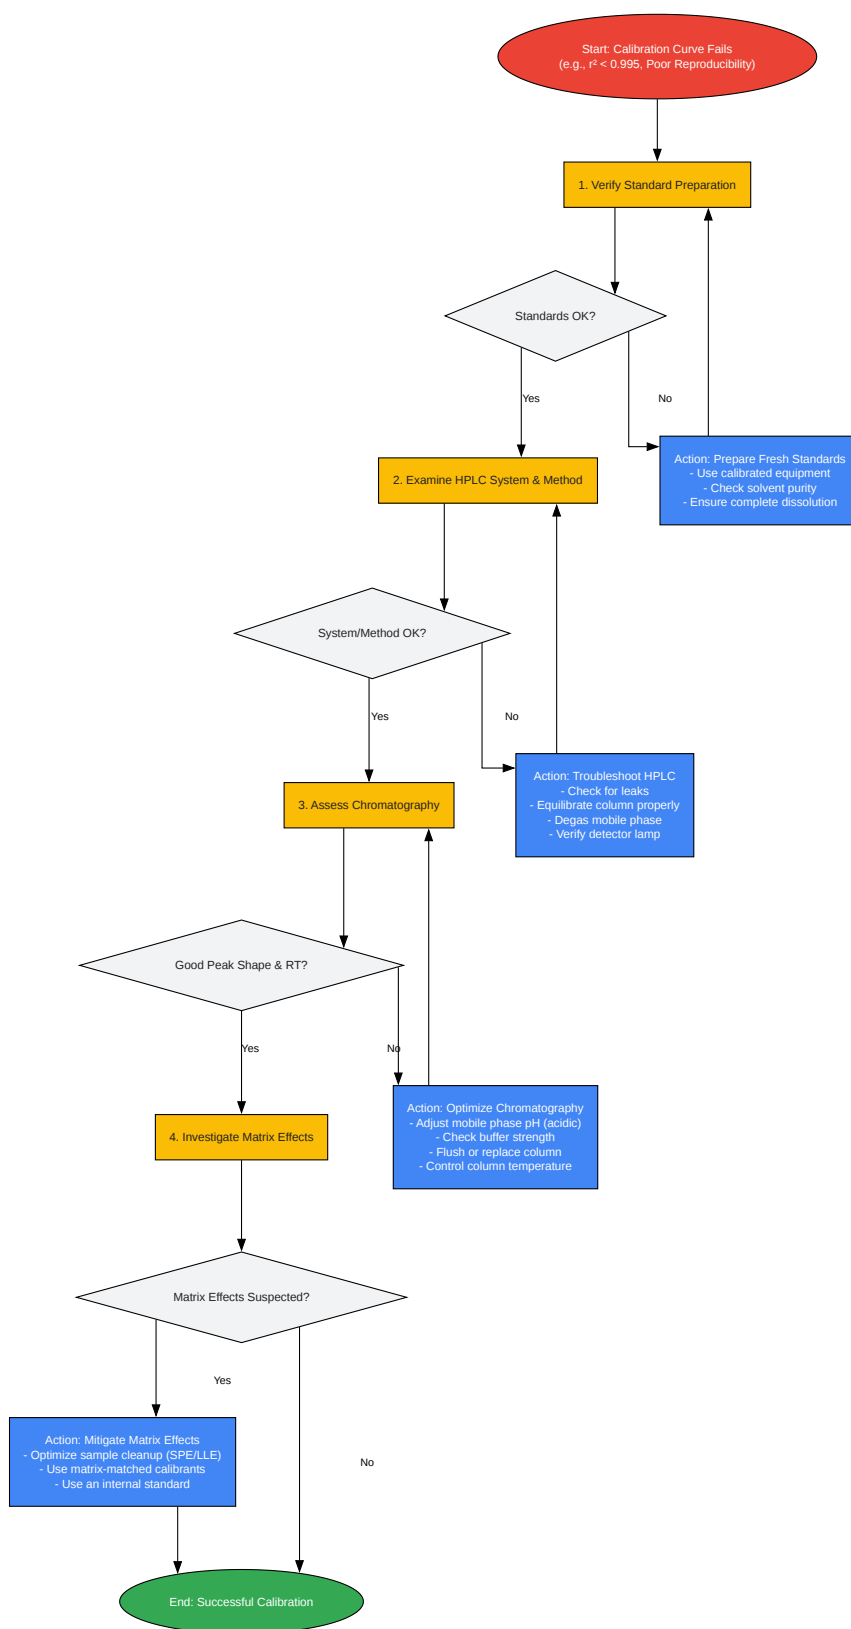 Start: Calibration Curve Fails
(e.g., r² < 0.995, Poor Reproducibility)
1. Verify Standard Preparation
Standards OK?
Yes
No
Action: Prepare Fresh Standards
- Use calibrated equipment
- Check solvent purity
- Ensure complete dissolution
2. Examine HPLC System & Method
System/Method OK?
Yes
No
Action: Troubleshoot HPLC
- Check for leaks
- Equilibrate column properly
- Degas mobile phase
- Verify detector lamp
3. Assess Chromatography
Good Peak Shape & RT?
Yes
No
Action: Optimize Chromatography
- Adjust mobile phase pH (acidic)
- Check buffer strength
- Flush or replace column
- Control column temperature
4. Investigate Matrix Effects
Matrix Effects Suspected?
Yes
Action: Mitigate Matrix Effects
- Optimize sample cleanup (SPE/LLE)
- Use matrix-matched calibrants
- Use an internal standard
No
End: Successful Calibration